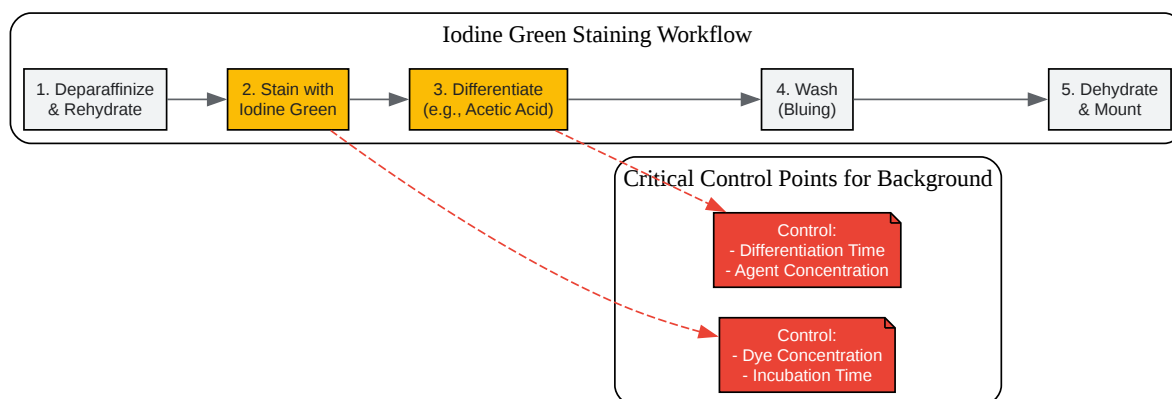 Iodine Green Staining Workflow
1. Deparaffinize
& Rehydrate
2. Stain with
Iodine Green
3. Differentiate
(e.g., Acetic Acid)
4. Wash
(Bluing)
5. Dehydrate
& Mount
Critical Control Points for Background
Control:
- Differentiation Time
- Agent Concentration
Control:
- Dye Concentration
- Incubation Time